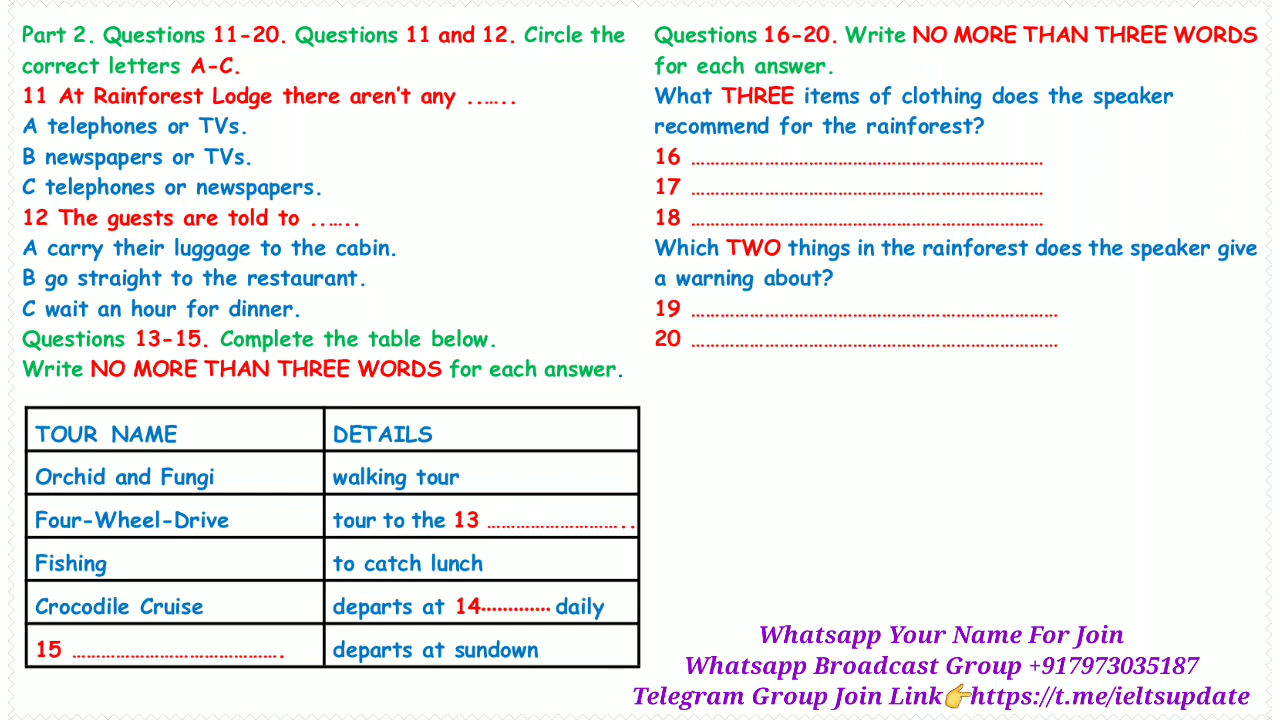 Part 2. Questions 11-20. Questions 11 and 12. Circle the
correct letters A-C.
11 At Rainforest Lodge there aren't any .......
A telephones or TVs.
B newspapers or TVs.
C telephones or newspapers.
12 The guests are told to .......
A carry their luggage to the cabin.
B go straight to the restaurant.
C wait an hour for dinner.
Questions 13-15. Complete the table below.
Write NO MORE THAN THREE WORDS for each answer.
TOUR NAME DETAILS
Orchid and Fungi walking tour
Four-Wheel-Drive tour to the 13 ………………………..
Fishing to catch lunch
Crocodile Cruise departs at 14............. daily
15 ……………………………………. departs at sundown
Questions 16-20. Write NO MORE THAN THREE WORDS
for each answer.
What THREE items of clothing does the speaker
recommend for the rainforest?
16 ………………………………………………………………
17 ………………………………………………………………
18 ………………………………………………………………
Which TWO things in the rainforest does the speaker give
a warning about?
19 …………………………………………………………………
20 …………………………………………………………………
Whatsapp Your Name For Join
Whatsapp Broadcast Group +917973035187
Telegram Group Join Link👉https://t.me/ieltsupdate